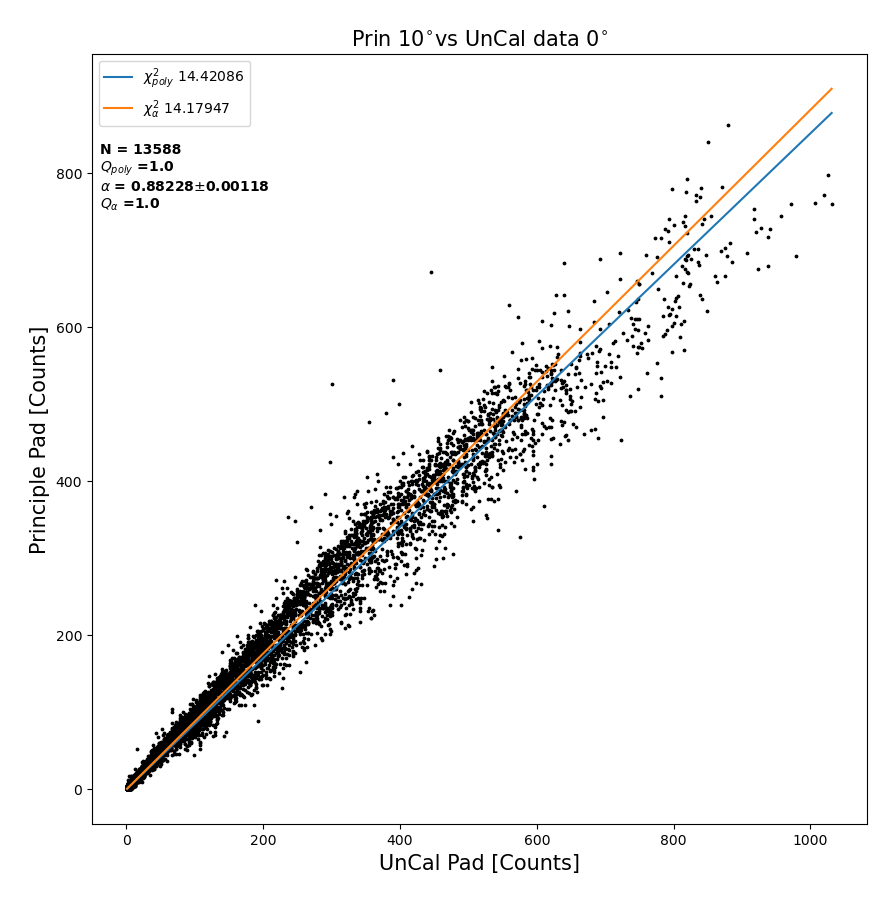 Prin 10°vs UnCal data 0°
χ²poly 14.42086
χ²α 14.17947
N = 13588
Qpoly =1.0
α = 0.88228±0.00118
Qα =1.0
Principle Pad [Counts]
800
600
400
200
0
0 200 400 600 800 1000
UnCal Pad [Counts]